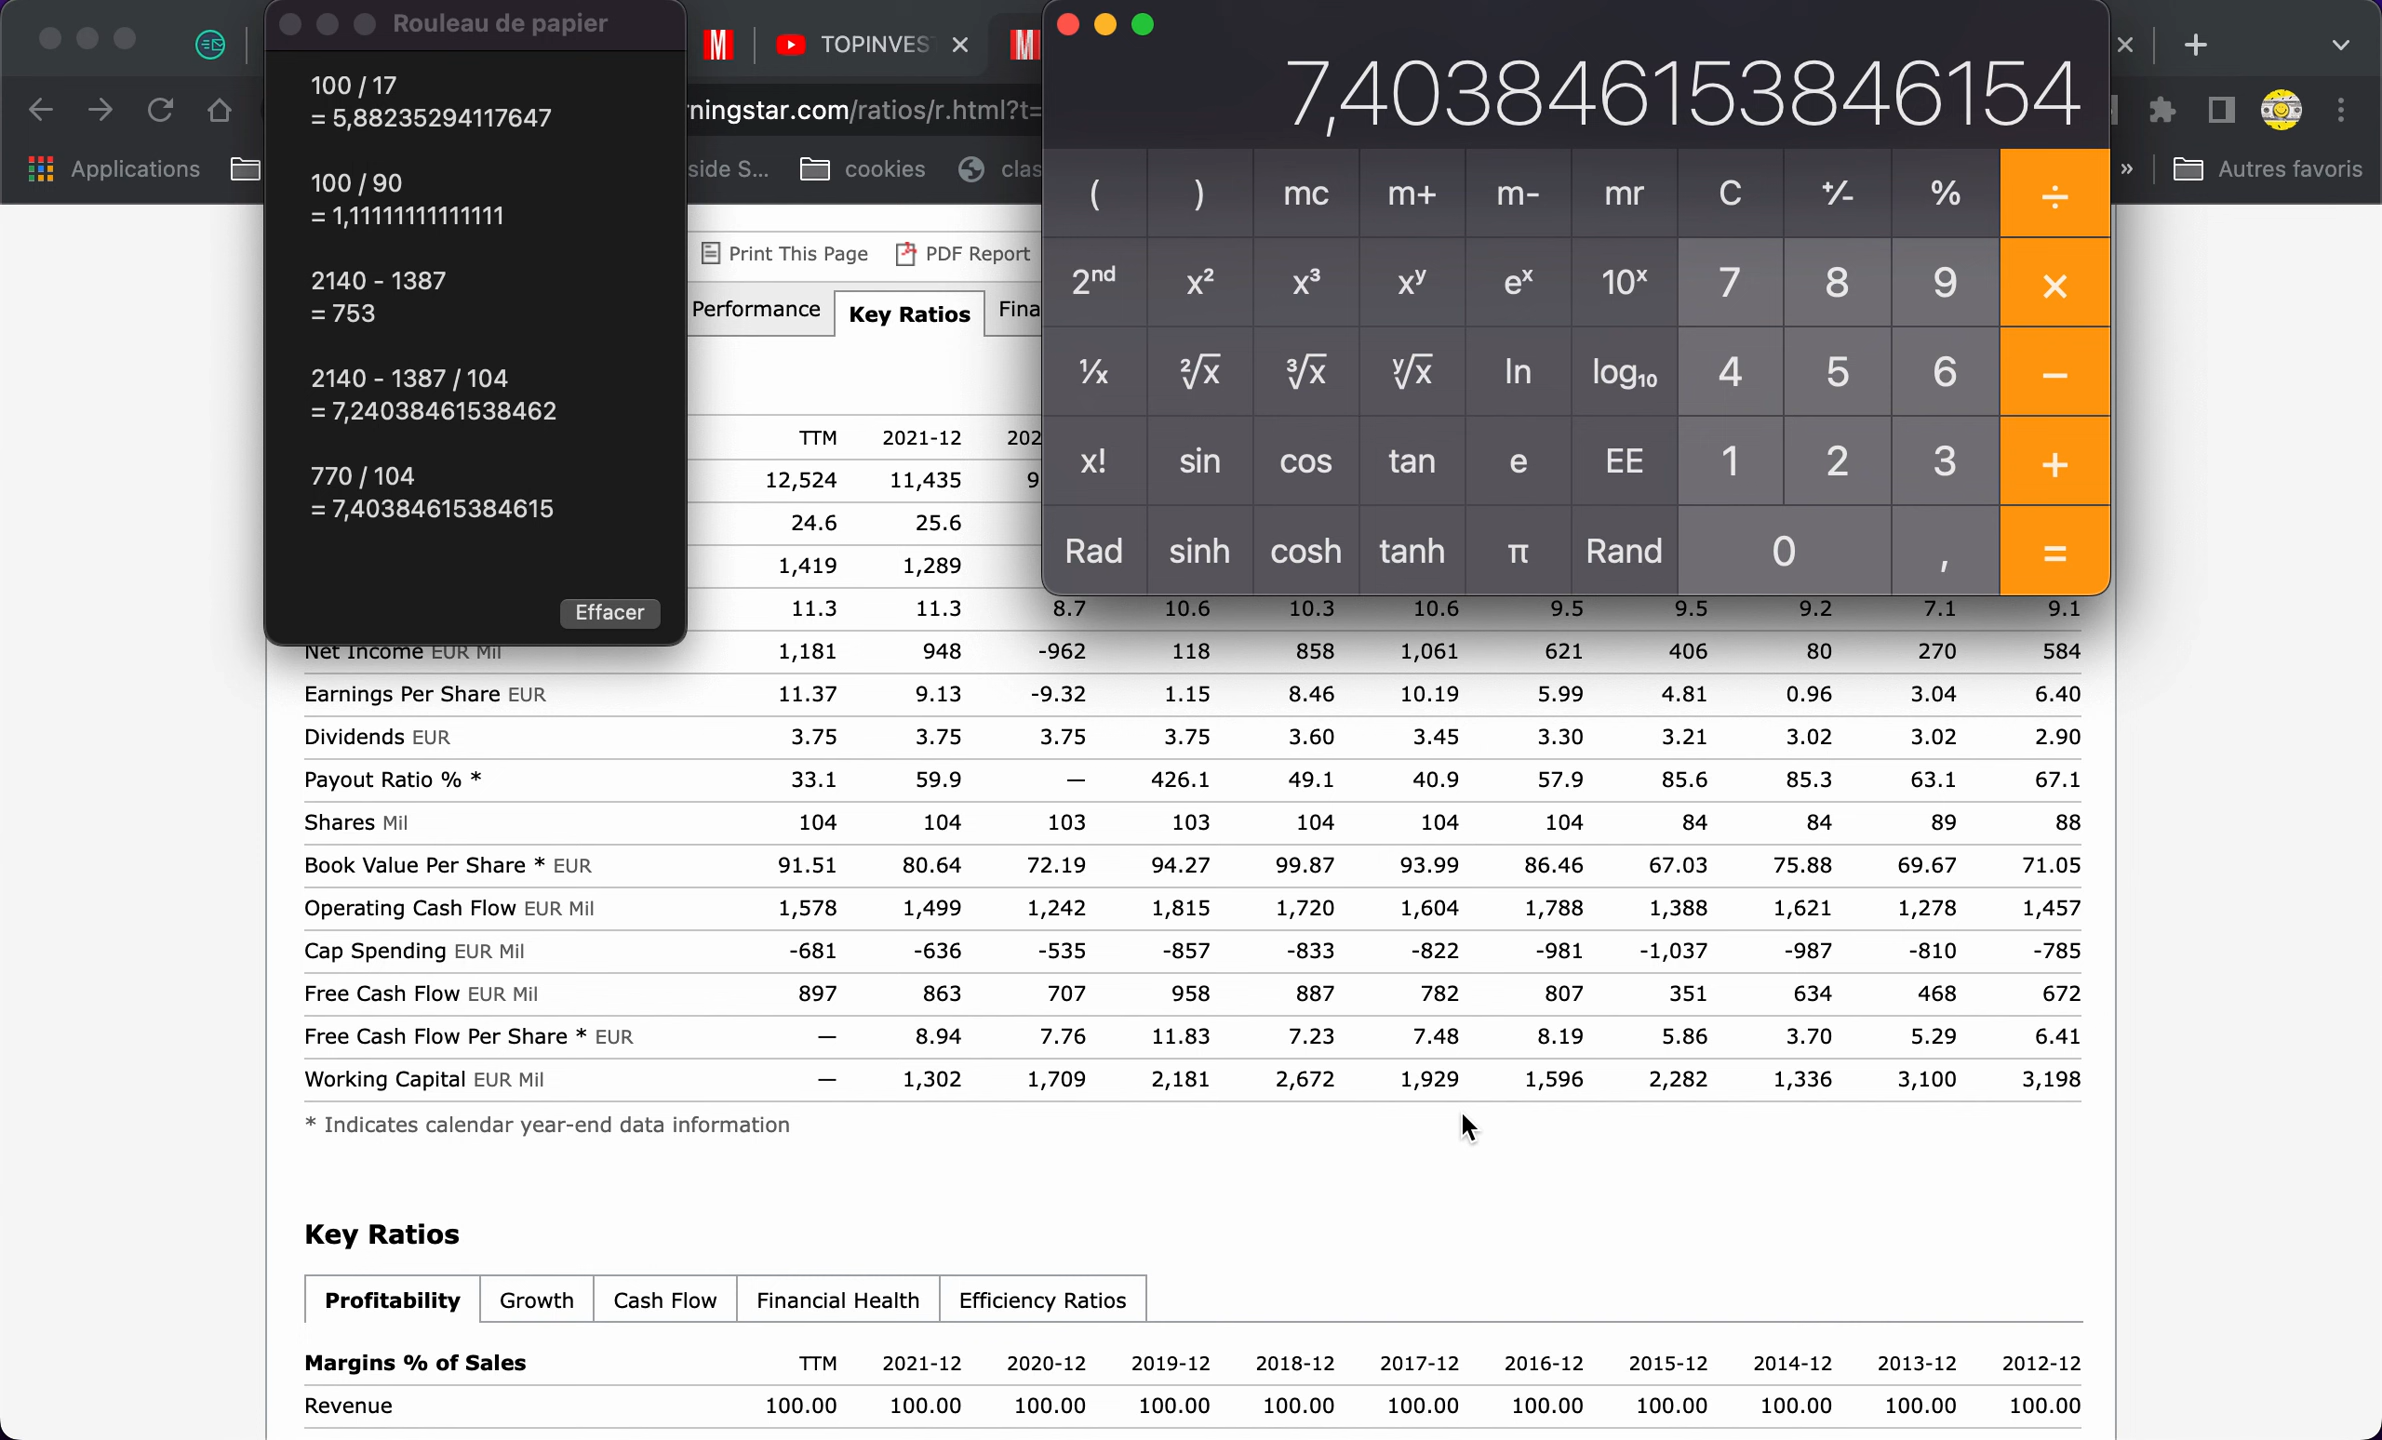 Rouleau de papier
100 / 17
= 5,88235294117647
100 / 90
= 1,11111111111111
2140 - 1387
= 753
2140 - 1387 / 104
= 7,24038461538462
770 / 104
= 7,40384615384615
Effacer
TOPINVES
ningstar.com/ratios/r.html?t=
Applications
side S...
cookies
clas
» Autres favoris
7,403846153846154
( ) mc m+ m- mr C ⁺⁄₋ % ÷
2ⁿᵈ x² x³ xʸ eˣ 10ˣ 7 8 9 ×
¹⁄x ²√x ³√x ʸ√x ln log₁₀ 4 5 6 −
x! sin cos tan e EE 1 2 3 +
Rad sinh cosh tanh π Rand 0 , =
Print This Page PDF Report
Performance Key Ratios Fina
TTM 2021-12 202
12,524 11,435 9
24.6 25.6
1,419 1,289
11.3 11.3 8.7 10.6 10.3 10.6 9.5 9.5 9.2 7.1 9.1
Net Income EUR Mil 1,181 948 -962 118 858 1,061 621 406 80 270 584
Earnings Per Share EUR 11.37 9.13 -9.32 1.15 8.46 10.19 5.99 4.81 0.96 3.04 6.40
Dividends EUR 3.75 3.75 3.75 3.75 3.60 3.45 3.30 3.21 3.02 3.02 2.90
Payout Ratio % * 33.1 59.9 — 426.1 49.1 40.9 57.9 85.6 85.3 63.1 67.1
Shares Mil 104 104 103 103 104 104 104 84 84 89 88
Book Value Per Share * EUR 91.51 80.64 72.19 94.27 99.87 93.99 86.46 67.03 75.88 69.67 71.05
Operating Cash Flow EUR Mil 1,578 1,499 1,242 1,815 1,720 1,604 1,788 1,388 1,621 1,278 1,457
Cap Spending EUR Mil -681 -636 -535 -857 -833 -822 -981 -1,037 -987 -810 -785
Free Cash Flow EUR Mil 897 863 707 958 887 782 807 351 634 468 672
Free Cash Flow Per Share * EUR — 8.94 7.76 11.83 7.23 7.48 8.19 5.86 3.70 5.29 6.41
Working Capital EUR Mil — 1,302 1,709 2,181 2,672 1,929 1,596 2,282 1,336 3,100 3,198
* Indicates calendar year-end data information
Key Ratios
Profitability Growth Cash Flow Financial Health Efficiency Ratios
Margins % of Sales TTM 2021-12 2020-12 2019-12 2018-12 2017-12 2016-12 2015-12 2014-12 2013-12 2012-12
Revenue 100.00 100.00 100.00 100.00 100.00 100.00 100.00 100.00 100.00 100.00 100.00